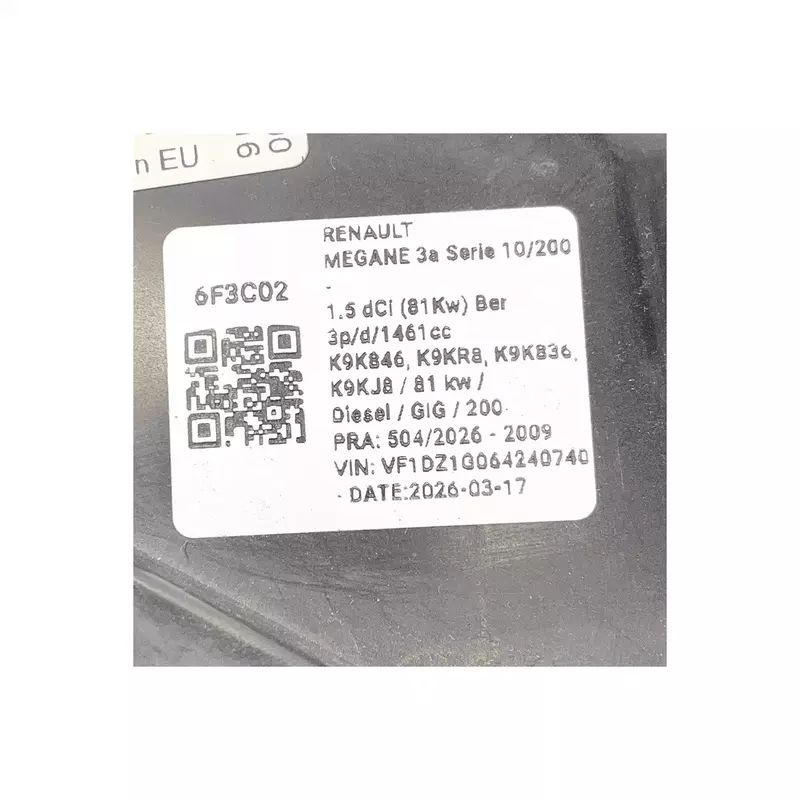 n EU
6F3C02
RENAULT
MEGANE 3a Serie 10/200
-
1.5 dCi (81Kw) Ber
3p/d/1461cc
K9K846, K9KR8, K9K836,
K9KJ8 / 81 kw /
Diesel / GIG / 200
PRA: 504/2026 - 2009
VIN: VF1DZ1G064240740
- DATE:2026-03-17